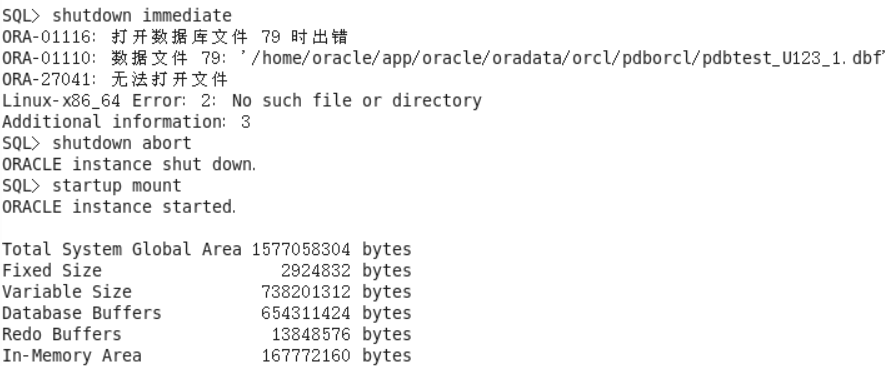 SQL> shutdown immediate
ORA-01116: 打开数据库文件 79 时出错
ORA-01110: 数据文件 79: '/home/oracle/app/oracle/oradata/orcl/pdborcl/pdbtest_U123_1.dbf'
ORA-27041: 无法打开文件
Linux-x86_64 Error: 2: No such file or directory
Additional information: 3
SQL> shutdown abort
ORACLE instance shut down.
SQL> startup mount
ORACLE instance started.
Total System Global Area 1577058304 bytes
Fixed Size 2924832 bytes
Variable Size 738201312 bytes
Database Buffers 654311424 bytes
Redo Buffers 13848576 bytes
In-Memory Area 167772160 bytes